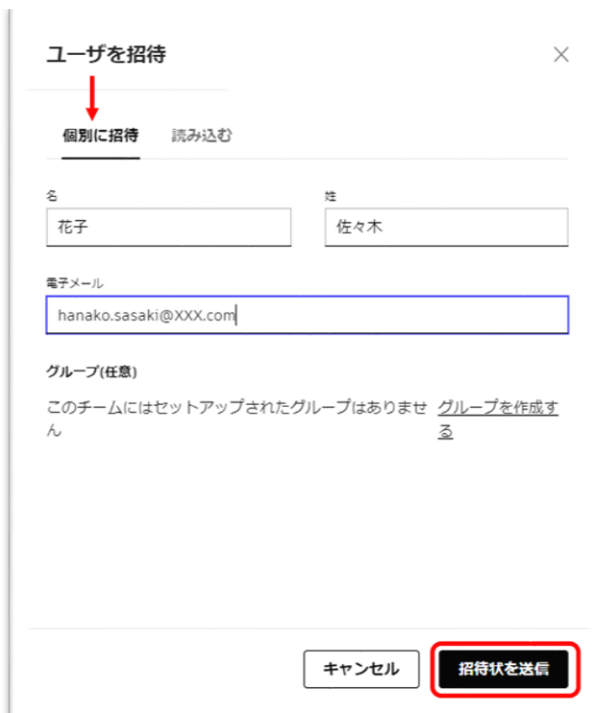 ユーザを招待
個別に招待 読み込む
名 姓
花子 佐々木
電子メール
hanako.sasaki@XXX.com
グループ(任意)
このチームにはセットアップされたグループはありませ グループを作成す
ん る
キャンセル 招待状を送信